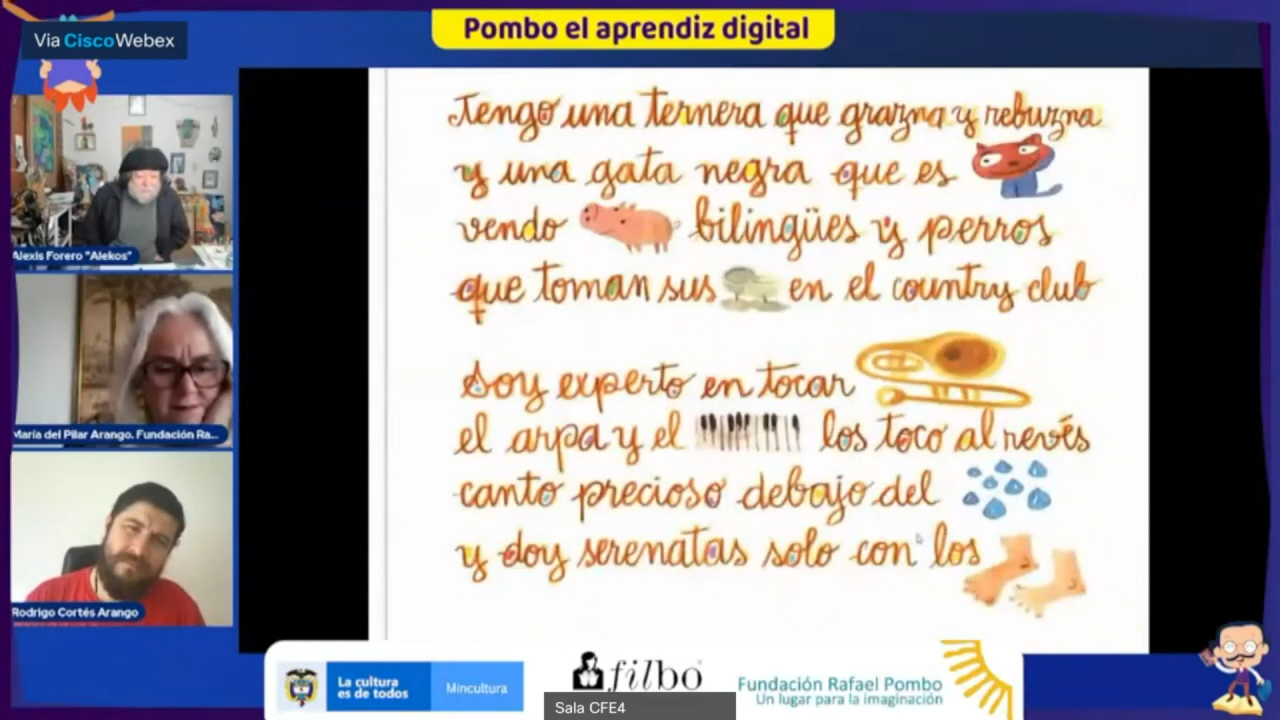 Via Cisco Webex
Pombo el aprendiz digital
Tengo una ternera que grazna y rebuzna
y una gata negra que es
vendo bilingües y perros
que toman sus en el country club
Soy experto en tocar
el arpa y el los toco al revés
canto precioso debajo del
y doy serenatas solo con los
Alexis Forero "Alekos"
María del Pilar Arango. Fundación Ra...
Rodrigo Cortés Arango
La cultura
es de todos
Mincultura
filbo
Fundación Rafael Pombo
Un lugar para la imaginación
Sala CFE4